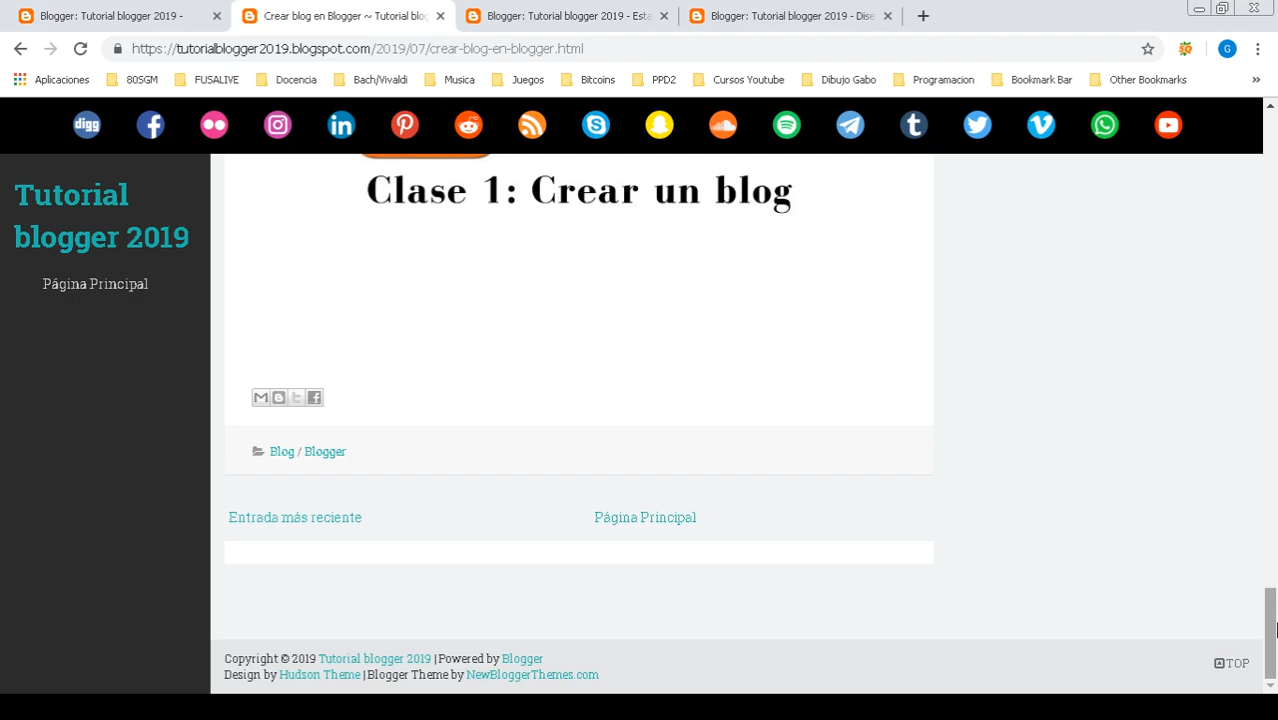 Blogger: Tutorial blogger 2019 -
Crear blog en Blogger ~ Tutorial blog
Blogger: Tutorial blogger 2019 - Esta
Blogger: Tutorial blogger 2019 - Dise
https://tutorialblogger2019.blogspot.com/2019/07/crear-blog-en-blogger.html
G
Aplicaciones
80SGM
FUSALIVE
Docencia
Bach/Vivaldi
Musica
Juegos
Bitcoins
PPD2
Cursos Youtube
Dibujo Gabo
Programacion
Bookmark Bar
Other Bookmarks
digg
Tutorial
blogger 2019
Página Principal
Clase 1: Crear un blog
Blog / Blogger
Entrada más reciente
Página Principal
Copyright © 2019 Tutorial blogger 2019 | Powered by Blogger
Design by Hudson Theme | Blogger Theme by NewBloggerThemes.com
TOP